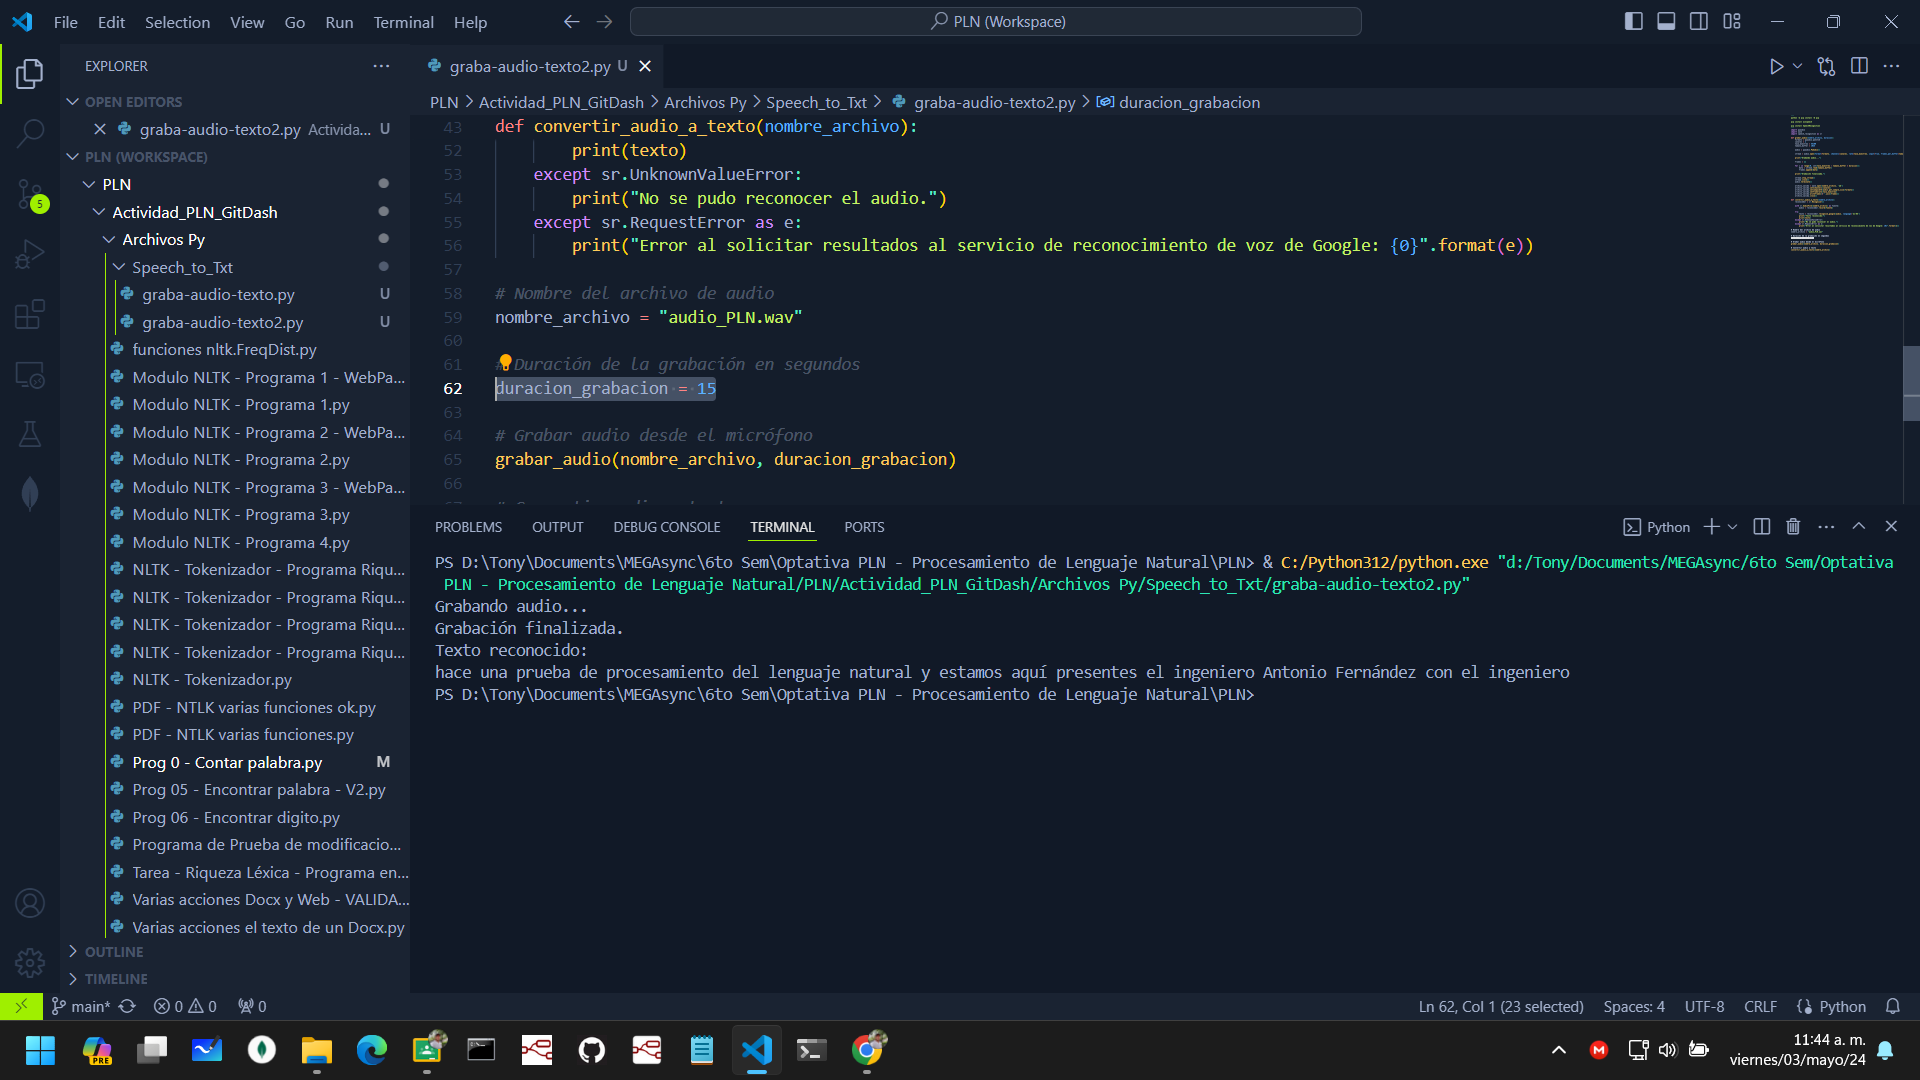 File Edit Selection View Go Run Terminal Help
PLN (Workspace)
EXPLORER
OPEN EDITORS
graba-audio-texto2.py Activida... U
PLN (WORKSPACE)
PLN
Actividad_PLN_GitDash
Archivos Py
Speech_to_Txt
graba-audio-texto.py U
graba-audio-texto2.py U
funciones nltk.FreqDist.py
Modulo NLTK - Programa 1 - WebPa...
Modulo NLTK - Programa 1.py
Modulo NLTK - Programa 2 - WebPa...
Modulo NLTK - Programa 2.py
Modulo NLTK - Programa 3 - WebPa...
Modulo NLTK - Programa 3.py
Modulo NLTK - Programa 4.py
NLTK - Tokenizador - Programa Riqu...
NLTK - Tokenizador - Programa Riqu...
NLTK - Tokenizador - Programa Riqu...
NLTK - Tokenizador - Programa Riqu...
NLTK - Tokenizador.py
PDF - NTLK varias funciones ok.py
PDF - NTLK varias funciones.py
Prog 0 - Contar palabra.py M
Prog 05 - Encontrar palabra - V2.py
Prog 06 - Encontrar digito.py
Programa de Prueba de modificacio...
Tarea - Riqueza Léxica - Programa en...
Varias acciones Docx y Web - VALIDA...
Varias acciones el texto de un Docx.py
OUTLINE
TIMELINE
5
graba-audio-texto2.py U
PLN > Actividad_PLN_GitDash > Archivos Py > Speech_to_Txt > graba-audio-texto2.py > duracion_grabacion
43 def convertir_audio_a_texto(nombre_archivo):
52 print(texto)
53 except sr.UnknownValueError:
54 print("No se pudo reconocer el audio.")
55 except sr.RequestError as e:
56 print("Error al solicitar resultados al servicio de reconocimiento de voz de Google: {0}".format(e))
57
58 # Nombre del archivo de audio
59 nombre_archivo = "audio_PLN.wav"
60
61 # Duración de la grabación en segundos
62 duracion_grabacion = 15
63
64 # Grabar audio desde el micrófono
65 grabar_audio(nombre_archivo, duracion_grabacion)
66
PROBLEMS OUTPUT DEBUG CONSOLE TERMINAL PORTS
Python
PS D:\Tony\Documents\MEGAsync\6to Sem\Optativa PLN - Procesamiento de Lenguaje Natural\PLN> & C:/Python312/python.exe "d:/Tony/Documents/MEGAsync/6to Sem/Optativa
PLN - Procesamiento de Lenguaje Natural/PLN/Actividad_PLN_GitDash/Archivos Py/Speech_to_Txt/graba-audio-texto2.py"
Grabando audio...
Grabación finalizada.
Texto reconocido:
hace una prueba de procesamiento del lenguaje natural y estamos aquí presentes el ingeniero Antonio Fernández con el ingeniero
PS D:\Tony\Documents\MEGAsync\6to Sem\Optativa PLN - Procesamiento de Lenguaje Natural\PLN>
main* 0 0 0
Ln 62, Col 1 (23 selected) Spaces: 4 UTF-8 CRLF Python
PRE
11:44 a. m.
viernes/03/mayo/24